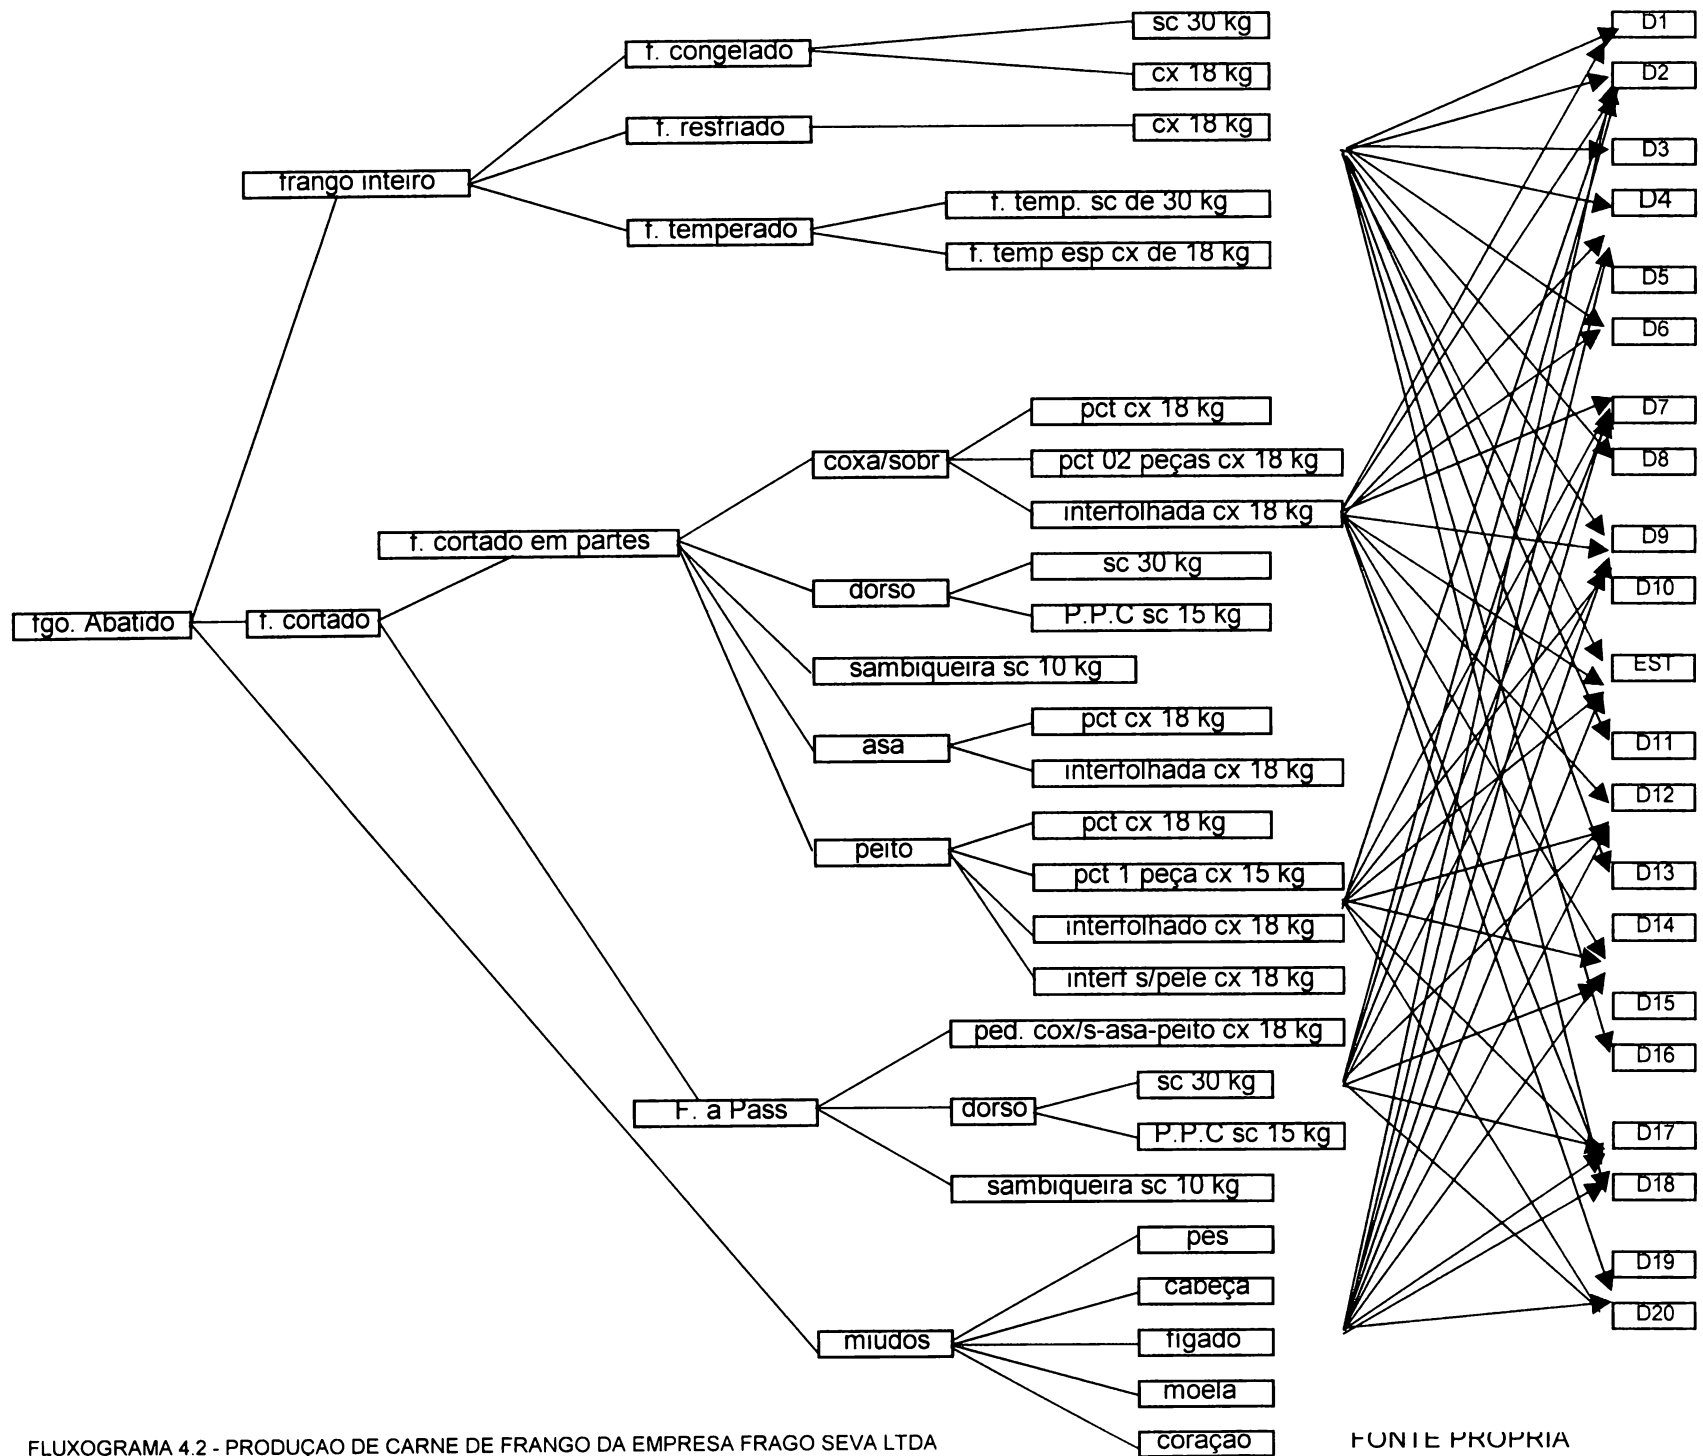 sc 30 kg
D1
f. congelado
cx 18 kg
D2
f. resfriado
cx 18 kg
D3
frango inteiro
f. temp. sc de 30 kg
D4
f. temperado
f. temp esp cx de 18 kg
D5
D6
pct cx 18 kg
D7
coxa/sobr
pct 02 peças cx 18 kg
D8
interfolhada cx 18 kg
f. cortado em partes
D9
sc 30 kg
dorso
D10
P.P.C sc 15 kg
fgo. Abatido
f. cortado
sambiqueira sc 10 kg
EST
pct cx 18 kg
asa
D11
interfolhada cx 18 kg
D12
pct cx 18 kg
peito
pct 1 peça cx 15 kg
D13
interfolhado cx 18 kg
D14
interf s/pele cx 18 kg
D15
ped. cox/s-asa-peito cx 18 kg
D16
sc 30 kg
F. a Pass
dorso
P.P.C sc 15 kg
D17
sambiqueira sc 10 kg
D18
pés
D19
cabeça
D20
miudos
figado
moela
coração
FLUXOGRAMA 4.2 - PRODUÇAO DE CARNE DE FRANGO DA EMPRESA FRAGO SEVA LTDA
FONTE PROPRIA